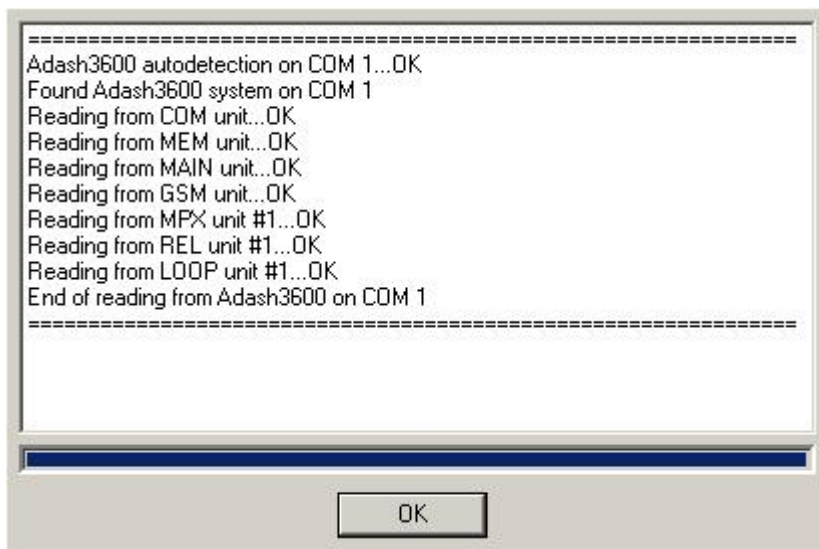 ================================================================
Adash3600 autodetection on COM 1...OK
Found Adash3600 system on COM 1
Reading from COM unit...OK
Reading from MEM unit...OK
Reading from MAIN unit...OK
Reading from GSM unit...OK
Reading from MPX unit #1...OK
Reading from REL unit #1...OK
Reading from LOOP unit #1...OK
End of reading from Adash3600 on COM 1
================================================================
OK